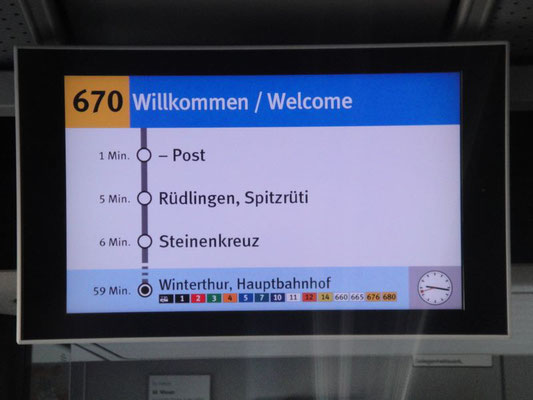 670 Willkommen / Welcome
1 Min. – Post
5 Min. Rüdlingen, Spitzrüti
6 Min. Steinenkreuz
59 Min. Winterthur, Hauptbahnhof
1 2 3 4 5 7 10 11 12 14 660 665 676 680